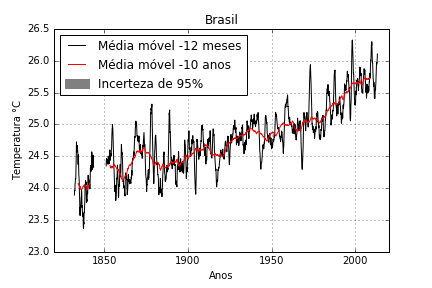 Brasil
26.5
26.0
25.5
25.0
24.5
24.0
23.5
23.0
Temperatura °C
Média móvel -12 meses
Média móvel -10 anos
Incerteza de 95%
1850 1900 1950 2000
Anos